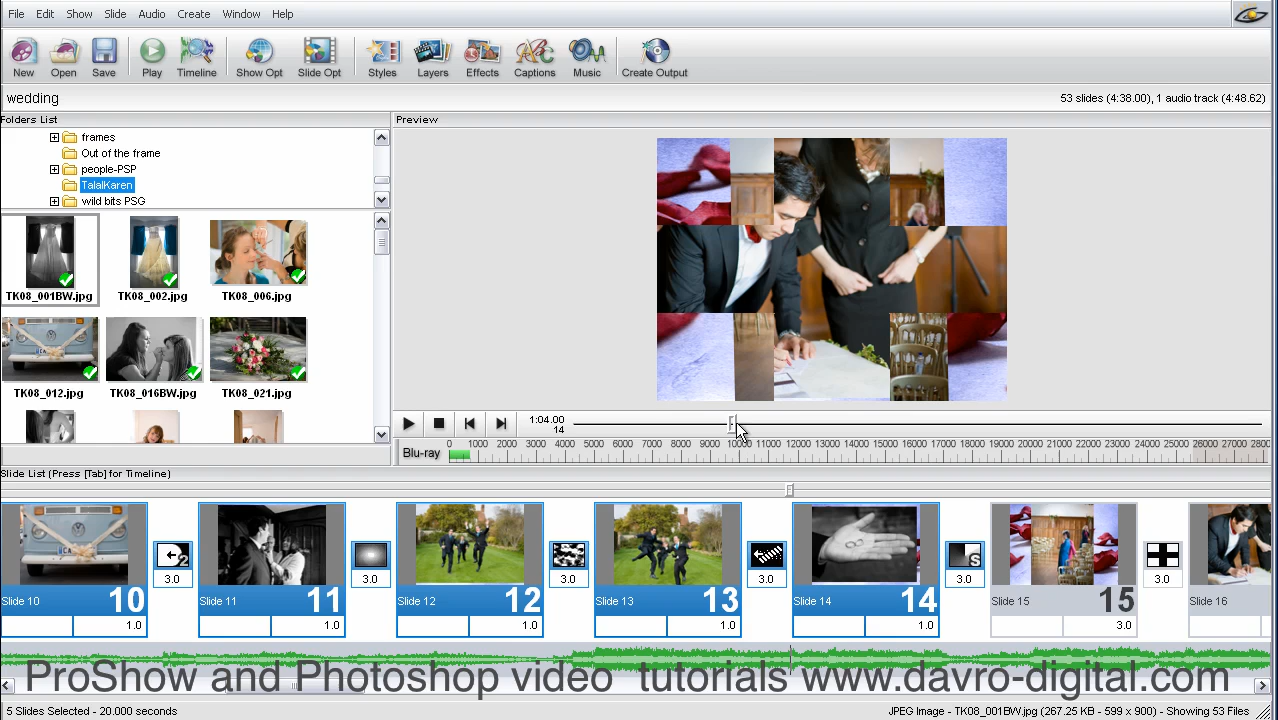 File Edit Show Slide Audio Create Window Help
New Open Save Play Timeline Show Opt Slide Opt Styles Layers Effects Captions Music Create Output
wedding 53 slides (4:38.00), 1 audio track (4:48.62)
Folders List
Preview
frames
Out of the frame
people-PSP
TalalKaren
wild bits PSG
TK08_001BW.jpg TK08_002.jpg TK08_006.jpg
TK08_012.jpg TK08_016BW.jpg TK08_021.jpg
1:04.00
14
Blu-ray
0 1000 2000 3000 4000 5000 6000 7000 8000 9000 10000 11000 12000 13000 14000 15000 16000 17000 18000 19000 20000 21000 22000 23000 24000 25000 26000 27000 2800
Slide List (Press [Tab] for Timeline)
3.0 3.0 3.0 3.0 3.0 3.0
Slide 10 10 Slide 11 11 Slide 12 12 Slide 13 13 Slide 14 14 Slide 15 15 Slide 16
1.0 1.0 1.0 1.0 1.0 3.0
ProShow and Photoshop video tutorials www.davro-digital.com
5 Slides Selected - 20.000 seconds JPEG Image - TK08_001BW.jpg (267.25 KB - 599 x 900) - Showing 53 Files